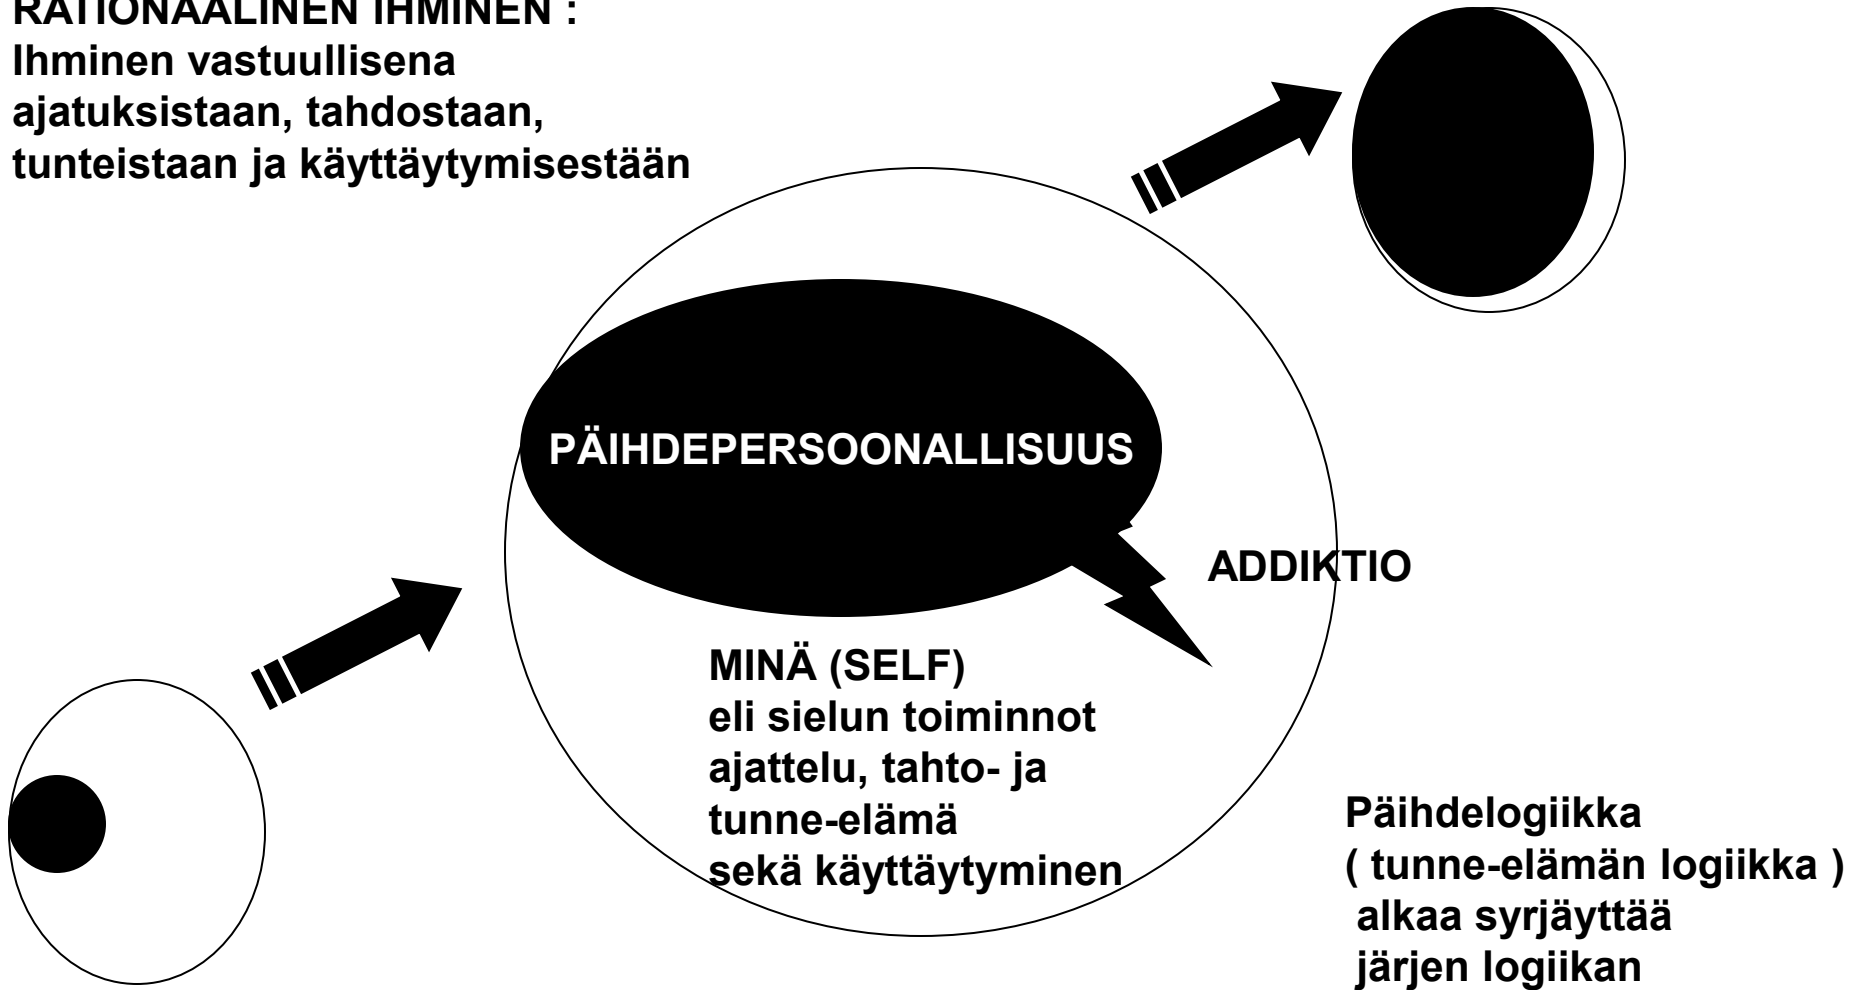 RATIONAALINEN IHMINEN :
Ihminen vastuullisena
ajatuksistaan, tahdostaan,
tunteistaan ja käyttäytymisestään
PÄIHDEPERSOONALLISUUS
ADDIKTIO
MINÄ (SELF)
eli sielun toiminnot
ajattelu, tahto- ja
tunne-elämä
sekä käyttäytyminen
Päihdelogiikka
( tunne-elämän logiikka )
alkaa syrjäyttää
järjen logiikan